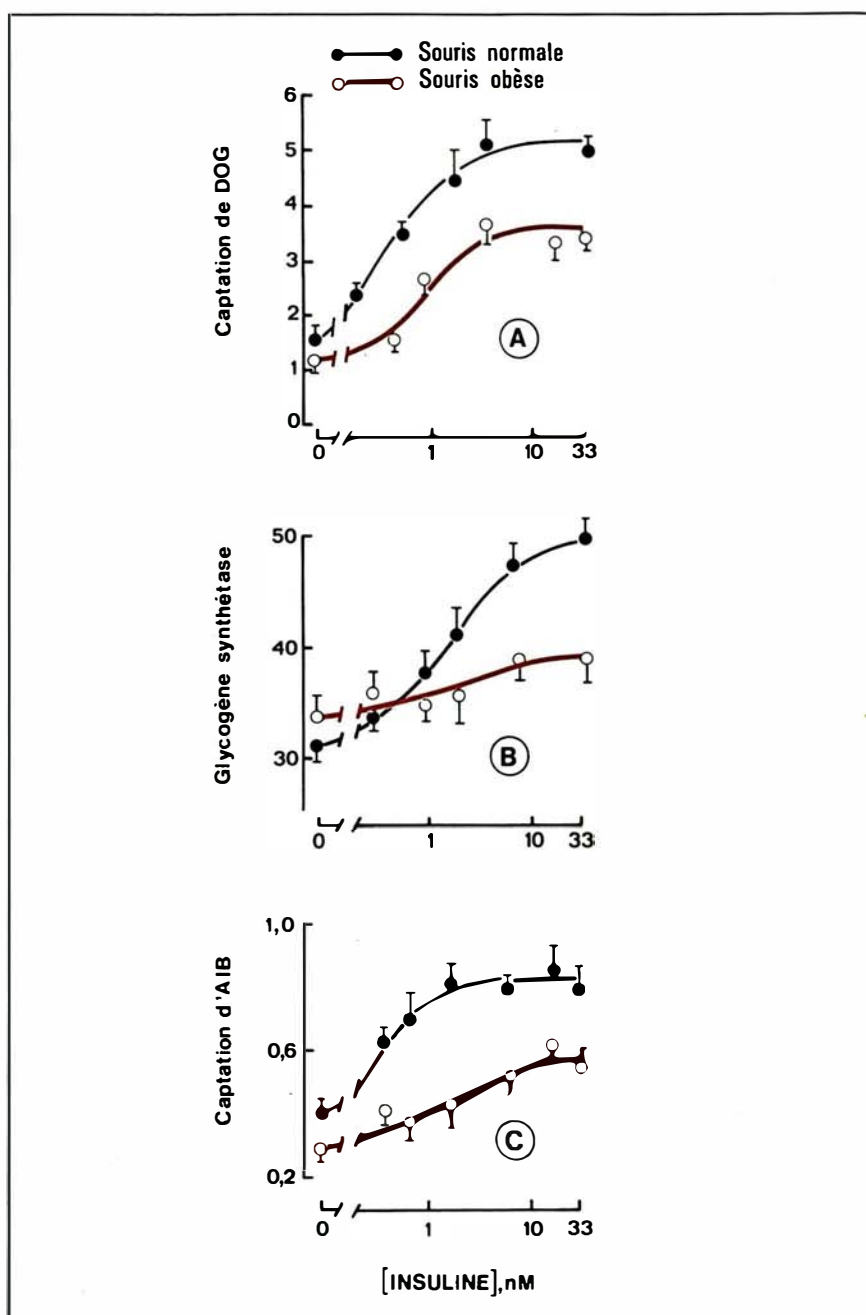 Souris normale
Souris obèse
Captation de DOG
6
5
4
3
2
1
0
A
0 1 10 33
Glycogène synthétase
50
40
30
B
0 1 10 33
Captation d'AIB
1,0
0,6
0,2
C
0 1 10 33
[INSULINE],nM